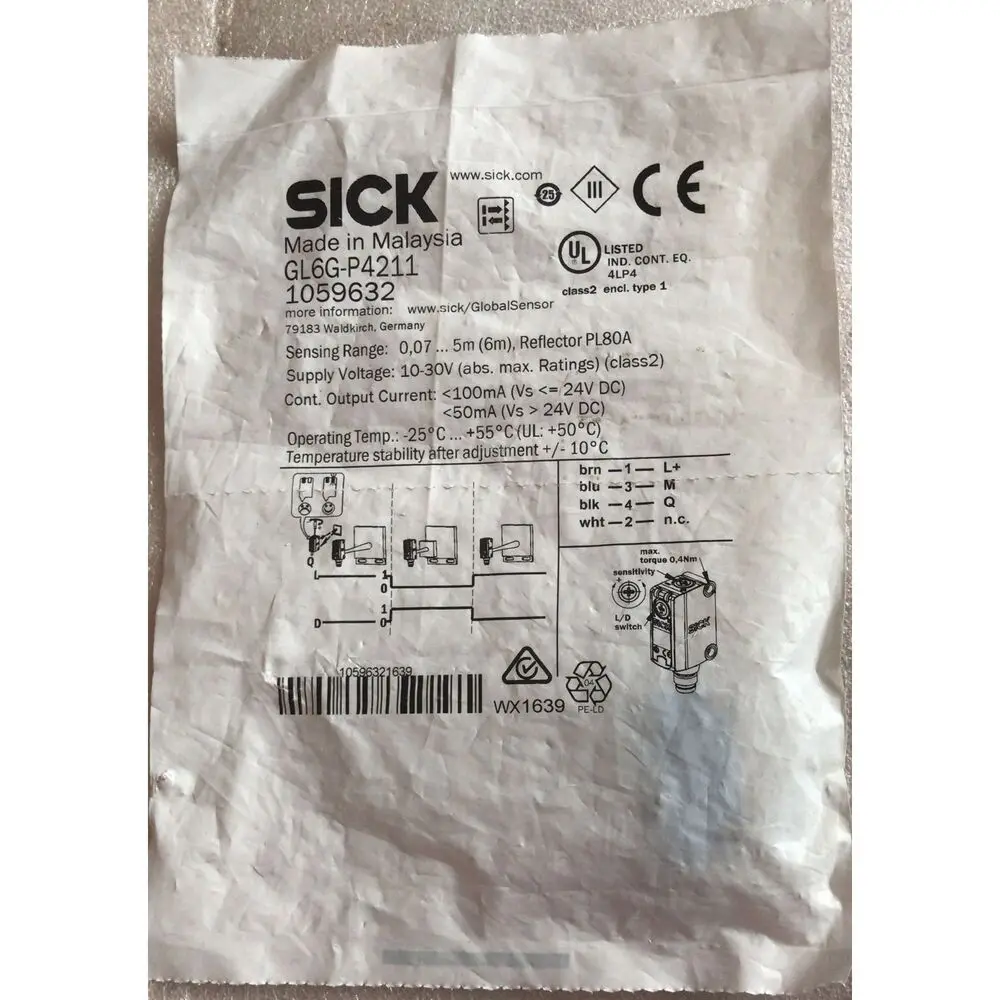 SICK
www.sick.com
25
III
CE
Made in Malaysia
GL6G-P4211
1059632
UL
LISTED
IND. CONT. EQ.
4LP4
class2 encl. type 1
more information: www.sick/GlobalSensor
79183 Waldkirch, Germany
Sensing Range: 0,07 ... 5m (6m), Reflector PL80A
Supply Voltage: 10-30V (abs. max. Ratings) (class2)
Cont. Output Current: <100mA (Vs <= 24V DC)
<50mA (Vs > 24V DC)
Operating Temp.: -25°C ... +55°C (UL: +50°C)
Temperature stability after adjustment +/- 10°C
brn —1— L+
blu —3— M
blk —4— Q
wht —2— n.c.
Q
L
1
0
D
1
0
max.
torque 0,4Nm
sensitivity
- +
L/D
switch
SICK
10596321639
WX1639
04
PE-LD